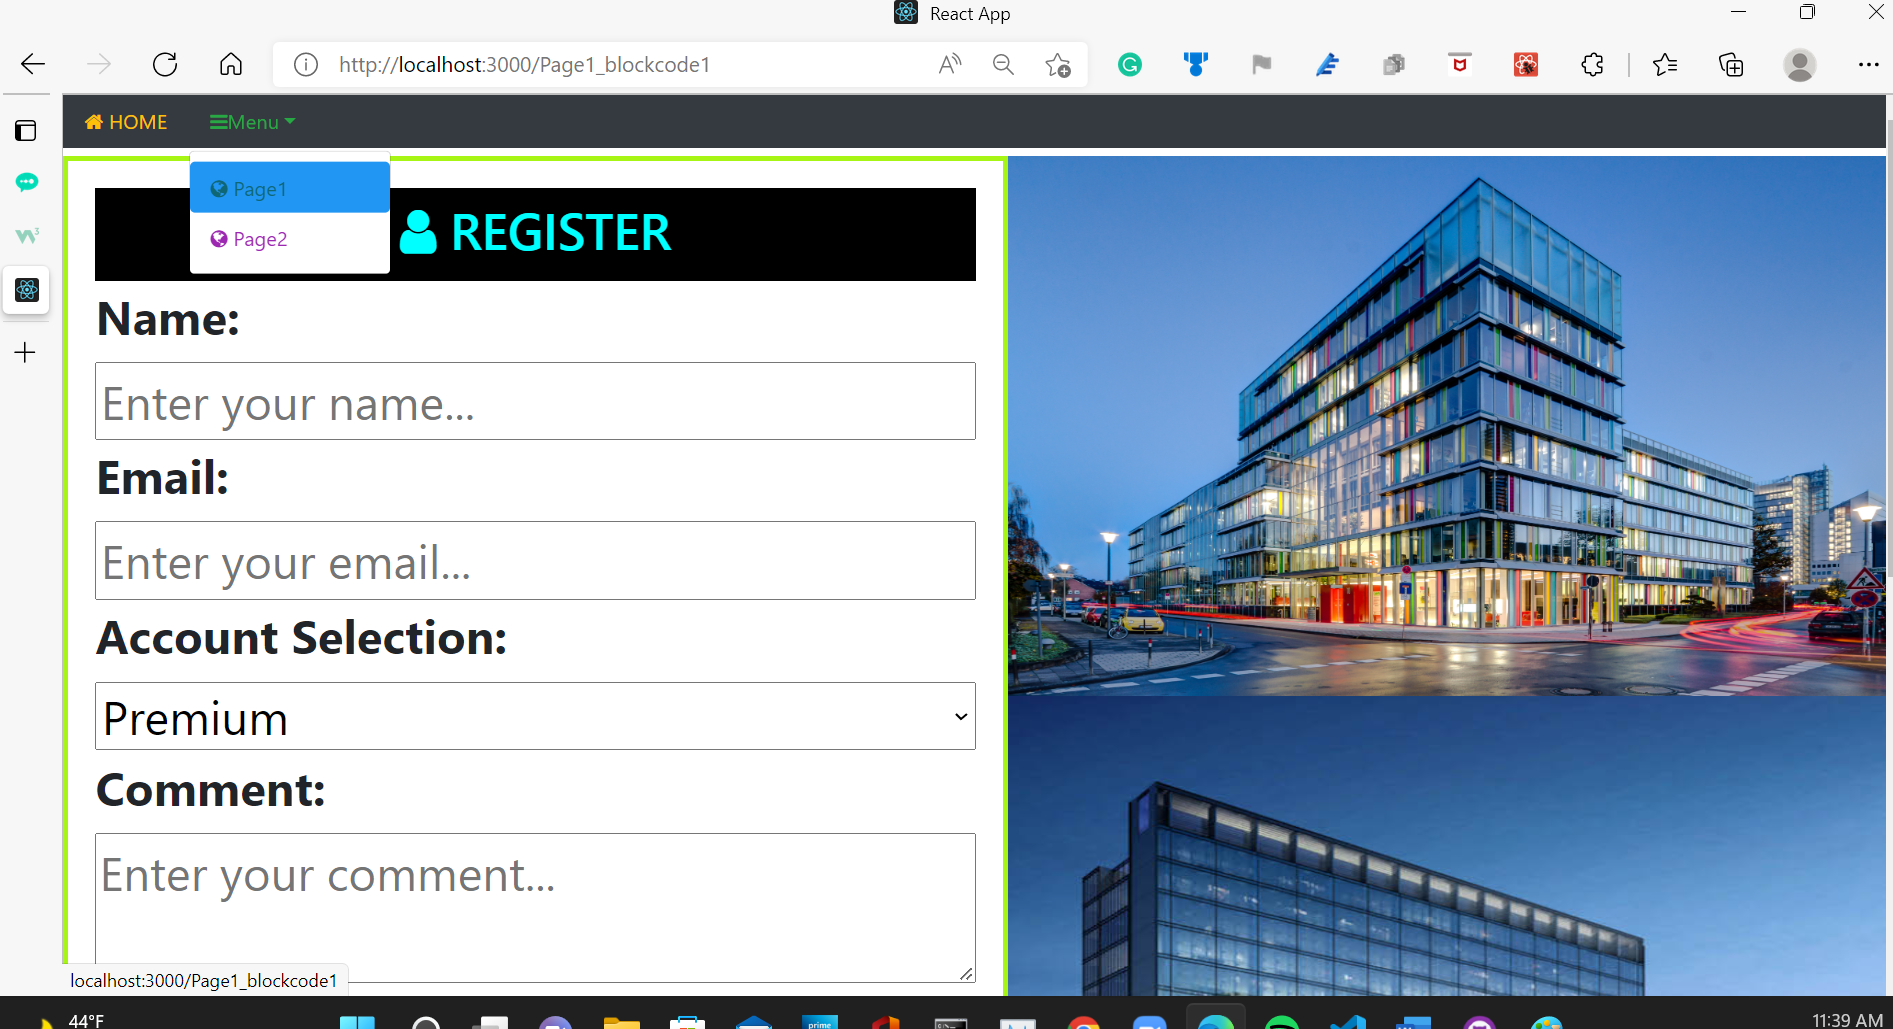 React App
http://localhost:3000/Page1_blockcode1
HOME Menu
Page1
Page2
REGISTER
Name:
Enter your name...
Email:
Enter your email...
Account Selection:
Premium
Comment:
Enter your comment...
localhost:3000/Page1_blockcode1
44°F
prime
11:39 AM